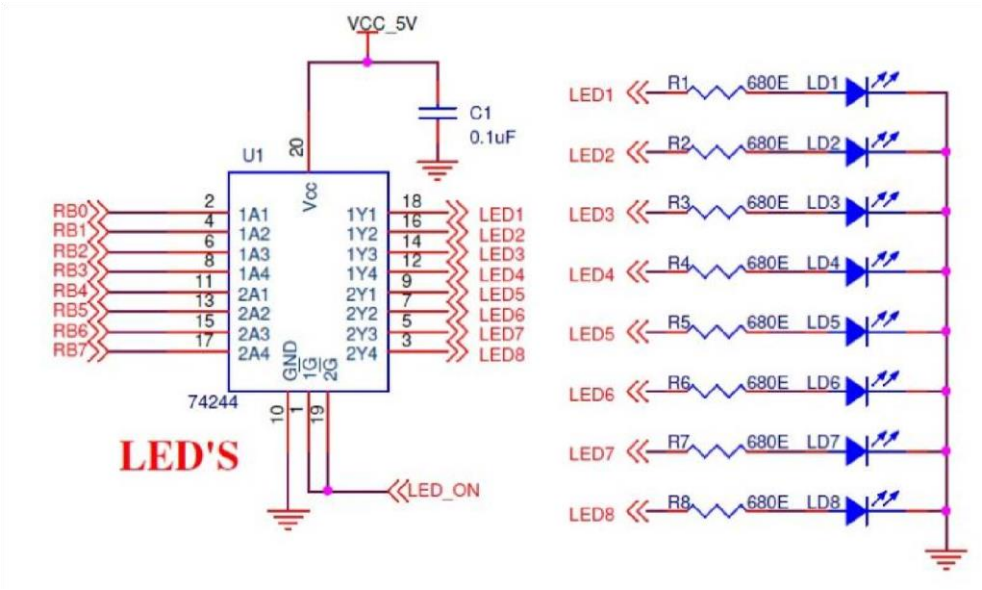 VCC_5V
C1
0.1uF
20
U1
Vcc
RB0 2 1A1 1Y1 18 LED1
RB1 4 1A2 1Y2 16 LED2
RB2 6 1A3 1Y3 14 LED3
RB3 8 1A4 1Y4 12 LED4
RB4 11 2A1 2Y1 9 LED5
RB5 13 2A2 2Y2 7 LED6
RB6 15 2A3 2Y3 5 LED7
RB7 17 2A4 2Y4 3 LED8
GND 1G 2G
74244
10 1 19
LED'S
LED_ON
LED1 R1 680E LD1
LED2 R2 680E LD2
LED3 R3 680E LD3
LED4 R4 680E LD4
LED5 R5 680E LD5
LED6 R6 680E LD6
LED7 R7 680E LD7
LED8 R8 680E LD8